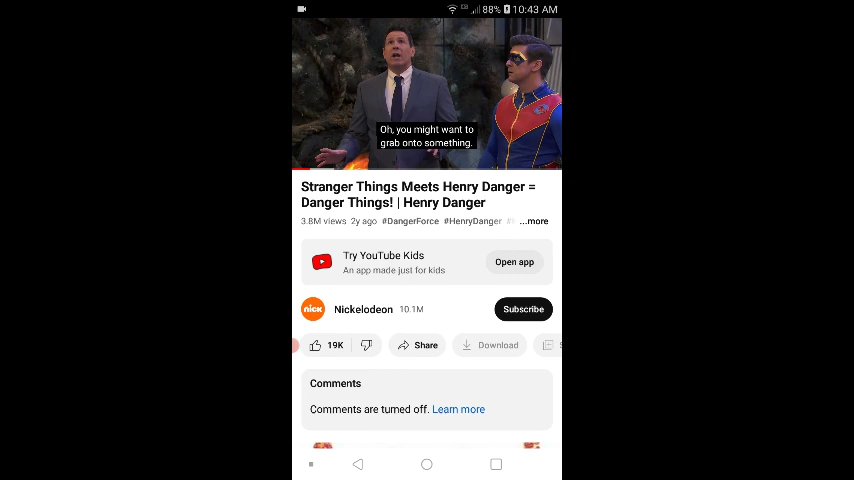 88% 10:43 AM
Oh, you might want to
grab onto something.
Stranger Things Meets Henry Danger =
Danger Things! | Henry Danger
3.8M views 2y ago #DangerForce #HenryDanger ...more
Try YouTube Kids
An app made just for kids
Open app
nick Nickelodeon 10.1M Subscribe
19K Share Download
Comments
Comments are turned off. Learn more